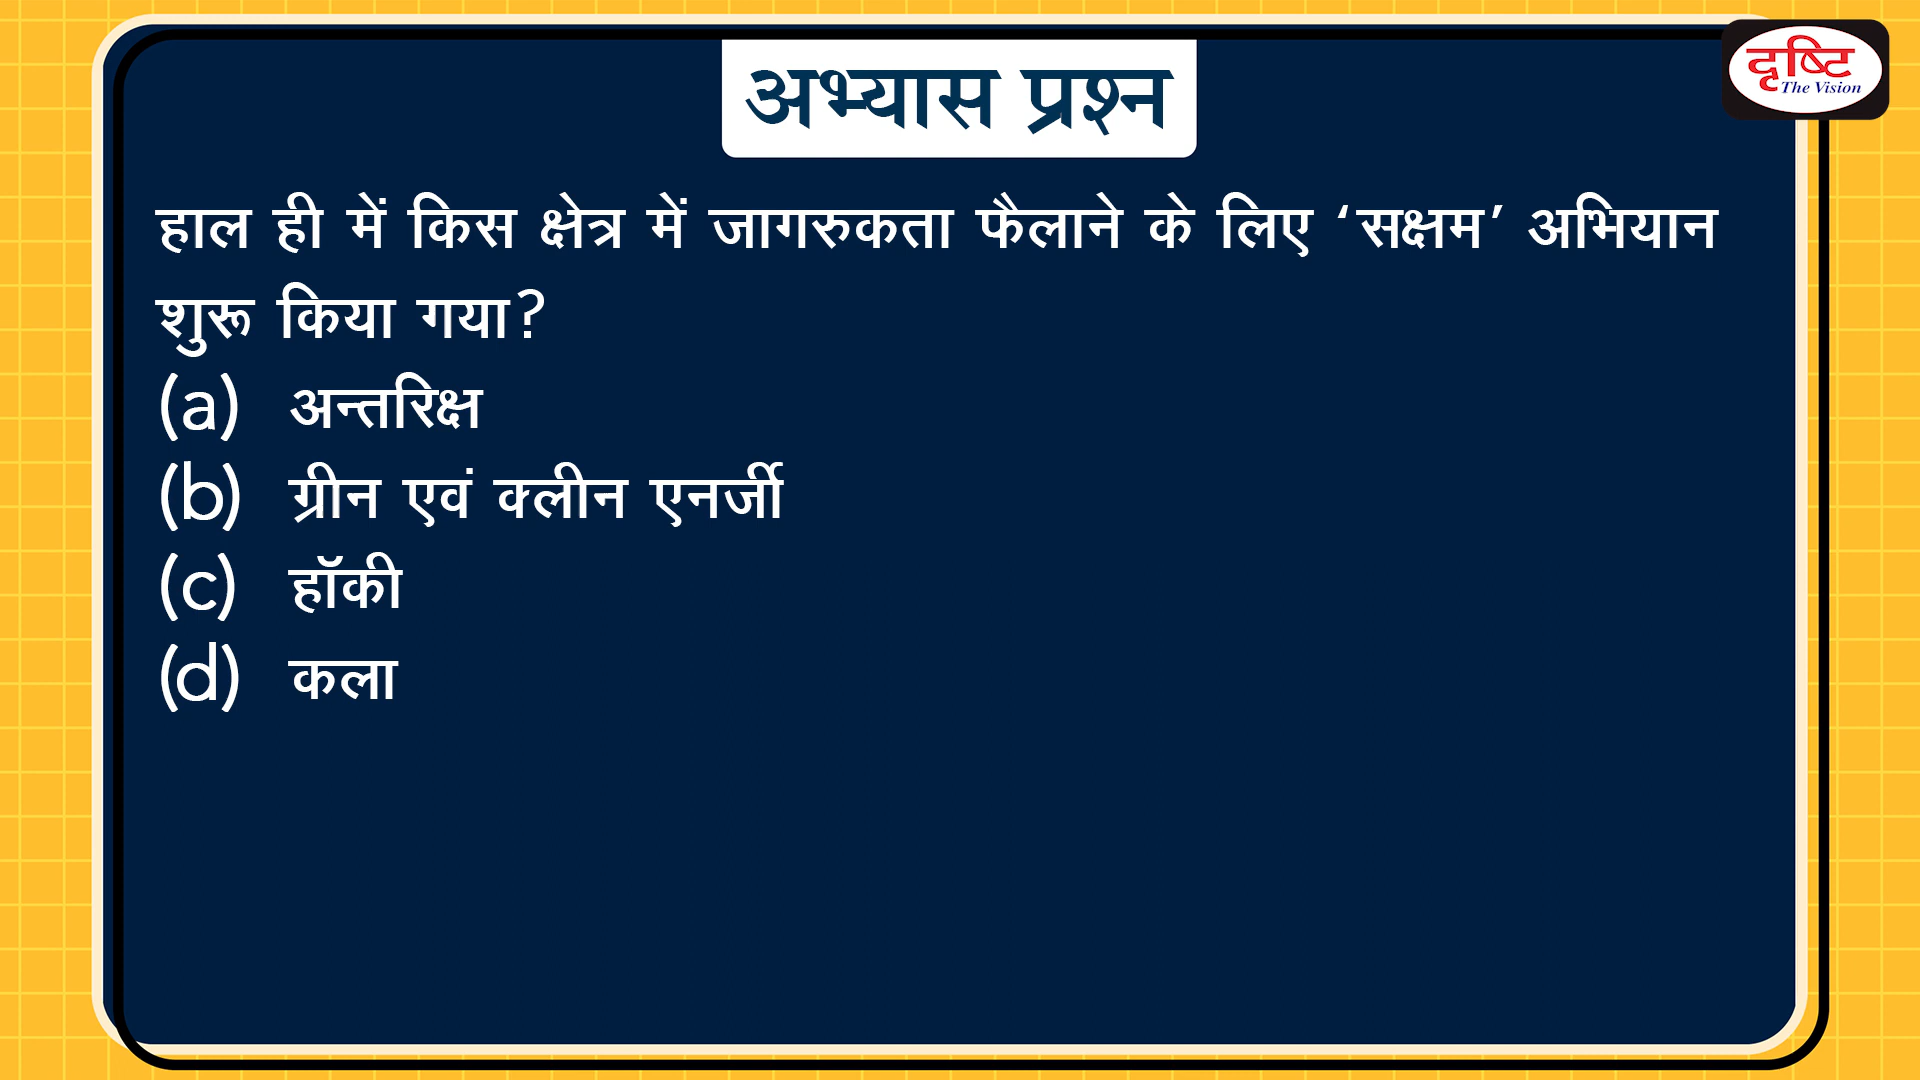 दृष्टि
The Vision
अभ्यास प्रश्न
हाल ही में किस क्षेत्र में जागरुकता फैलाने के लिए ‘सक्षम’ अभियान
शुरू किया गया?
(a) अन्तरिक्ष
(b) ग्रीन एवं क्लीन एनर्जी
(c) हॉकी
(d) कला